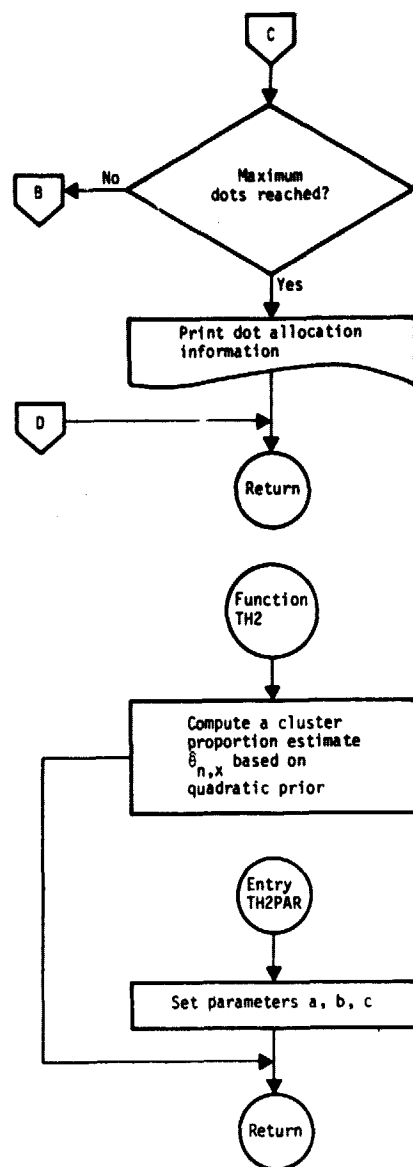 C
No
Maximum
dots reached?
B
Yes
Print dot allocation
information
D
Return
Function
TH2
Compute a cluster
proportion estimate
θ̂n,x based on
quadratic prior
Entry
TH2PAR
Set parameters a, b, c
Return